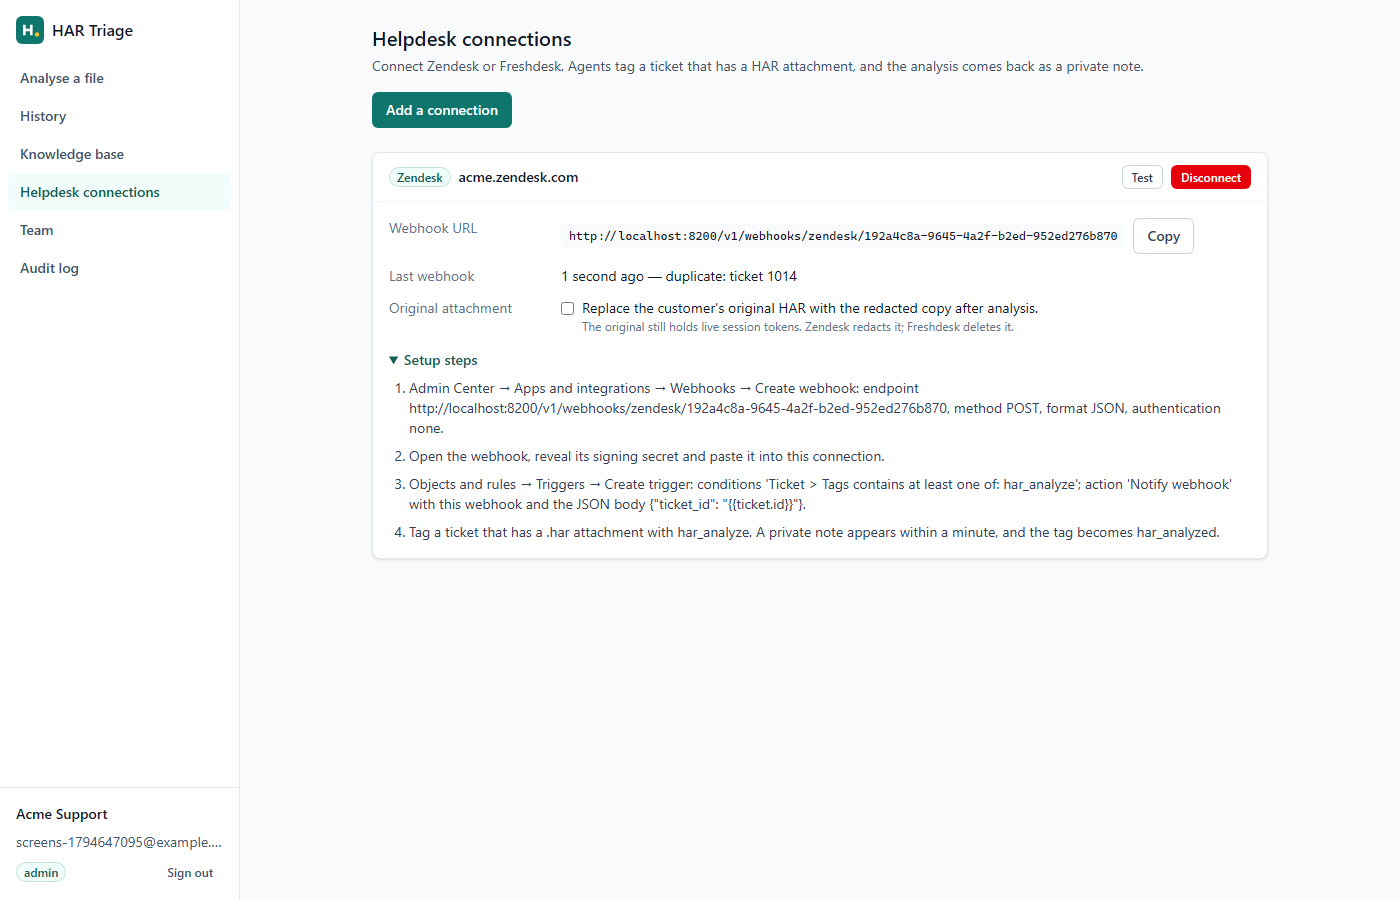 H.
HAR Triage
Analyse a file
History
Knowledge base
Helpdesk connections
Team
Audit log
Acme Support
screens-1794647095@example....
admin
Sign out
Helpdesk connections
Connect Zendesk or Freshdesk. Agents tag a ticket that has a HAR attachment, and the analysis comes back as a private note.
Add a connection
Zendesk
acme.zendesk.com
Test
Disconnect
Webhook URL
http://localhost:8200/v1/webhooks/zendesk/192a4c8a-9645-4a2f-b2ed-952ed276b870
Copy
Last webhook
1 second ago — duplicate: ticket 1014
Original attachment
Replace the customer's original HAR with the redacted copy after analysis.
The original still holds live session tokens. Zendesk redacts it; Freshdesk deletes it.
Setup steps
1. Admin Center → Apps and integrations → Webhooks → Create webhook: endpoint
http://localhost:8200/v1/webhooks/zendesk/192a4c8a-9645-4a2f-b2ed-952ed276b870, method POST, format JSON, authentication
none.
2. Open the webhook, reveal its signing secret and paste it into this connection.
3. Objects and rules → Triggers → Create trigger: conditions 'Ticket > Tags contains at least one of: har_analyze'; action 'Notify webhook'
with this webhook and the JSON body {"ticket_id": "{{ticket.id}}"}.
4. Tag a ticket that has a .har attachment with har_analyze. A private note appears within a minute, and the tag becomes har_analyzed.